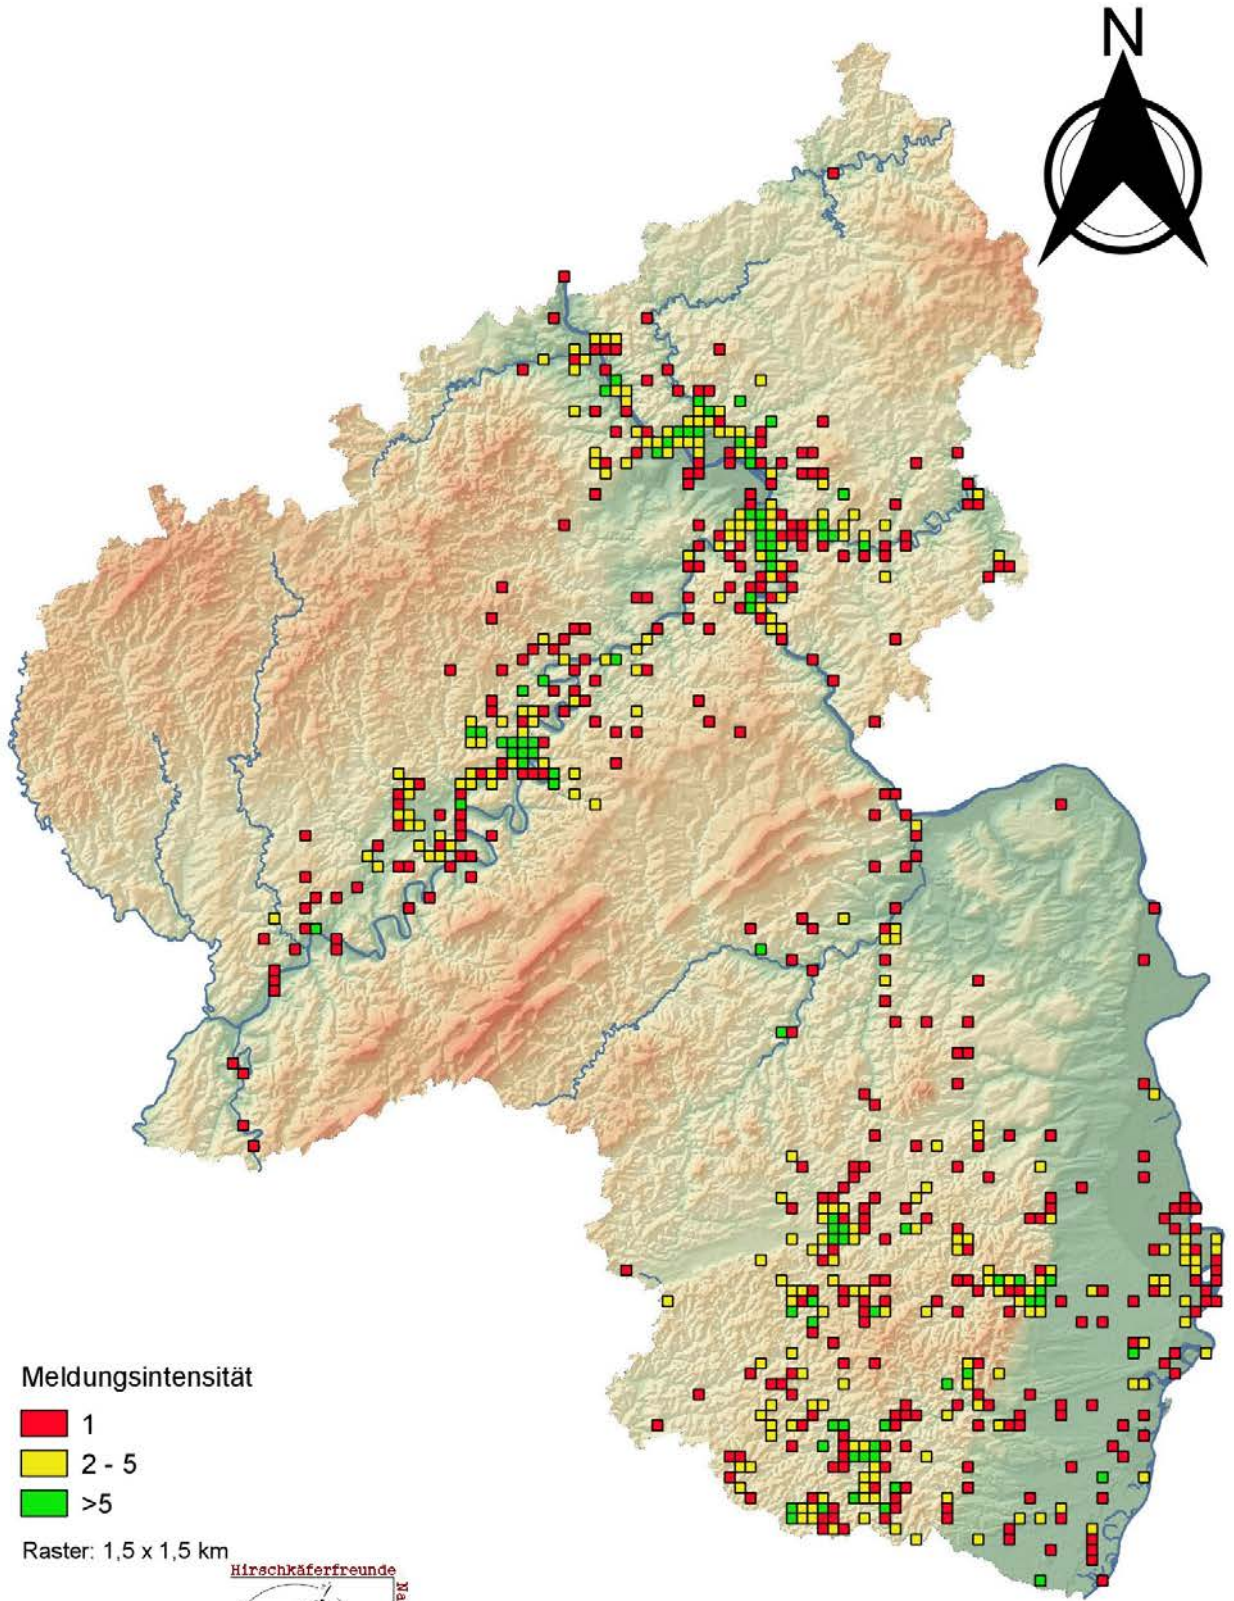 N
Meldungsintensität
1
2 - 5
>5
Raster: 1,5 x 1,5 km
Hirschkäferfreunde